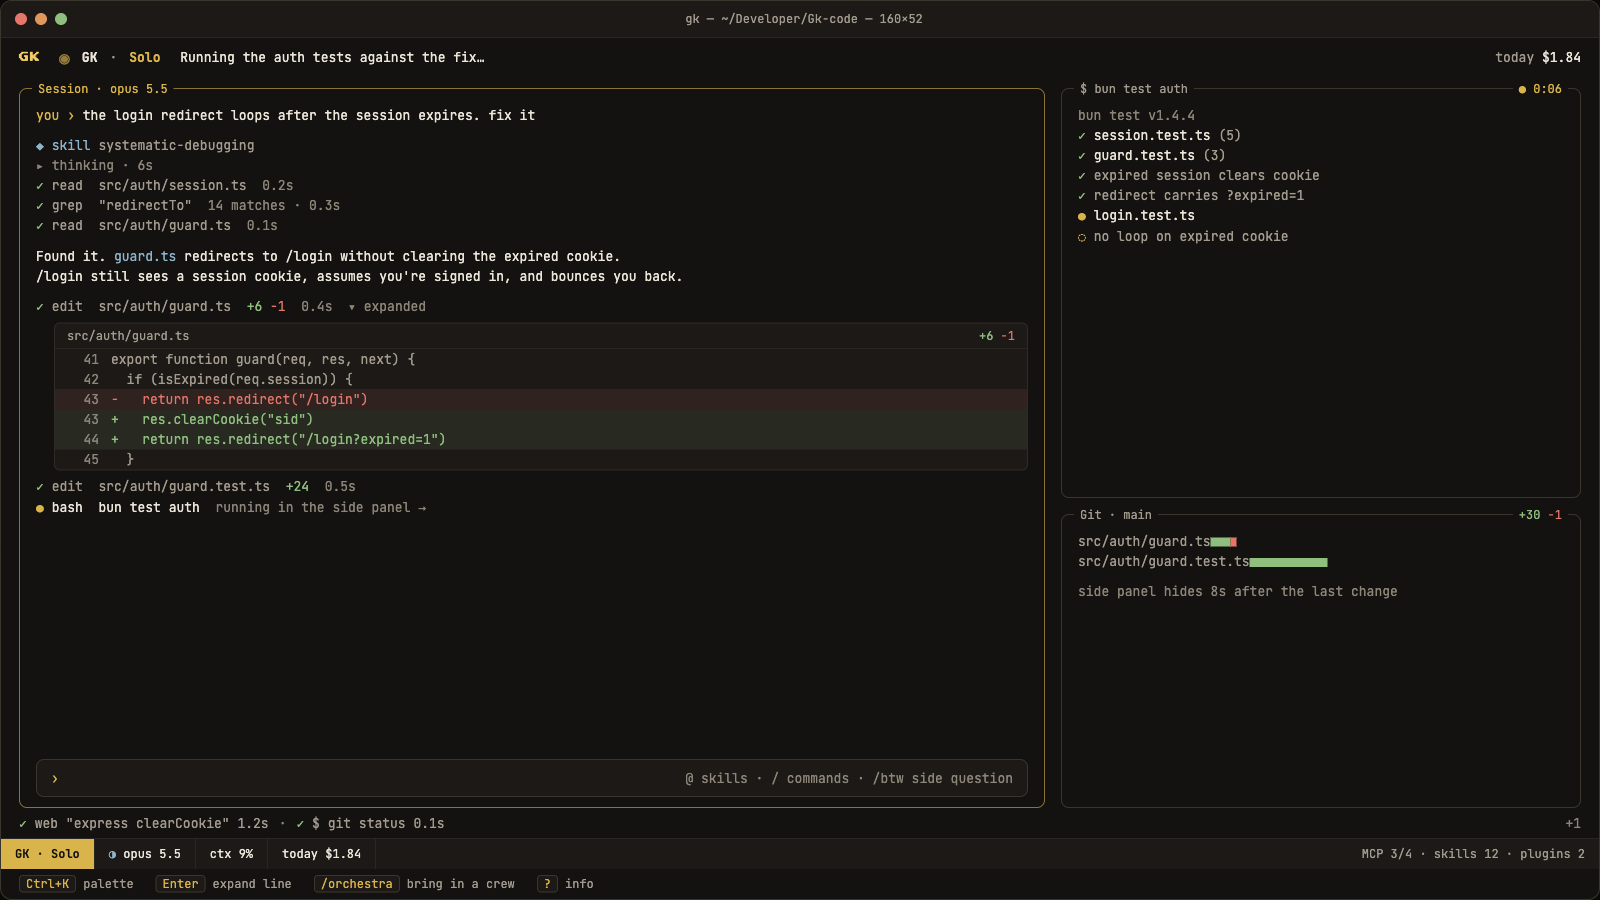 gk — ~/Developer/Gk-code — 160×52
GK ◉ GK · Solo Running the auth tests against the fix…
today $1.84
Session · opus 5.5
you › the login redirect loops after the session expires. fix it
◆ skill systematic-debugging
▸ thinking · 6s
✓ read src/auth/session.ts 0.2s
✓ grep "redirectTo" 14 matches · 0.3s
✓ read src/auth/guard.ts 0.1s
Found it. guard.ts redirects to /login without clearing the expired cookie.
/login still sees a session cookie, assumes you're signed in, and bounces you back.
✓ edit src/auth/guard.ts +6 -1 0.4s ▾ expanded
src/auth/guard.ts +6 -1
41 export function guard(req, res, next) {
42 if (isExpired(req.session)) {
43 - return res.redirect("/login")
43 + res.clearCookie("sid")
44 + return res.redirect("/login?expired=1")
45 }
✓ edit src/auth/guard.test.ts +24 0.5s
● bash bun test auth running in the side panel →
› @ skills · / commands · /btw side question
$ bun test auth ● 0:06
bun test v1.4.4
✓ session.test.ts (5)
✓ guard.test.ts (3)
✓ expired session clears cookie
✓ redirect carries ?expired=1
● login.test.ts
◌ no loop on expired cookie
Git · main +30 -1
src/auth/guard.ts
src/auth/guard.test.ts
side panel hides 8s after the last change
✓ web "express clearCookie" 1.2s · ✓ $ git status 0.1s +1
GK · Solo ◑ opus 5.5 ctx 9% today $1.84 MCP 3/4 · skills 12 · plugins 2
Ctrl+K palette Enter expand line /orchestra bring in a crew ? info